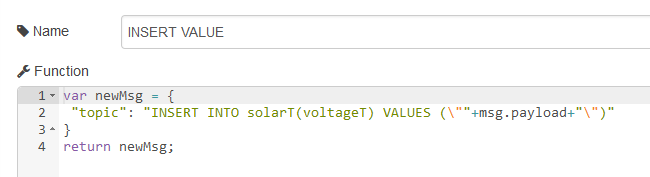 Name
INSERT VALUE
Function
1 var newMsg = {
2 "topic": "INSERT INTO solarT(voltageT) VALUES (\""+msg.payload+"\")"
3 }
4 return newMsg;